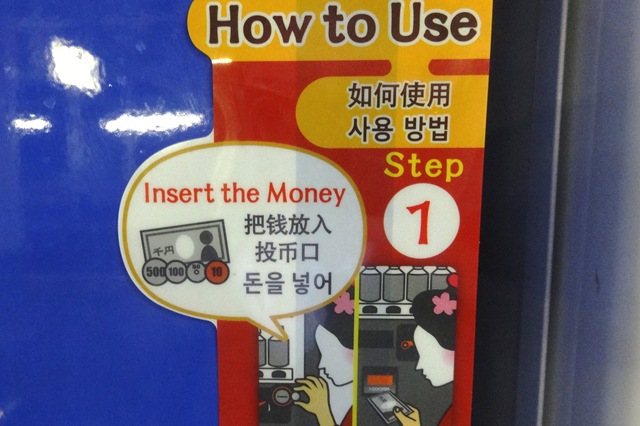 How to Use
如何使用
사용 방법
Step
1
Insert the Money
把钱放入
投币口
돈을 넣어
千円
500 100 10